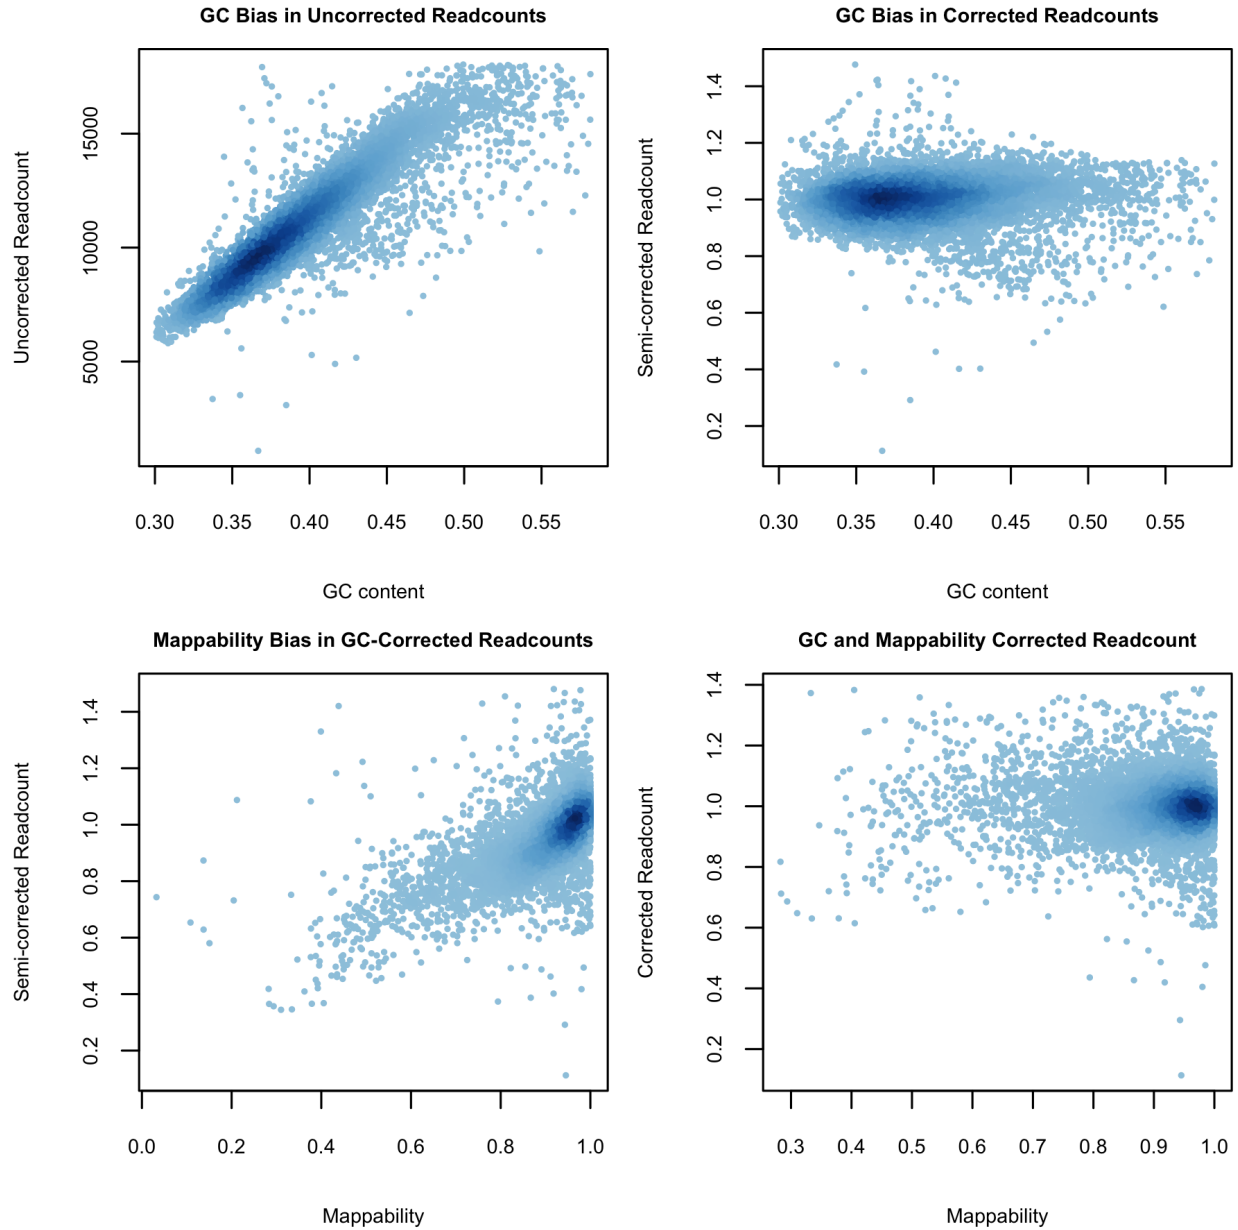 GC Bias in Uncorrected Readcounts
Uncorrected Readcount
15000
10000
5000
0.30 0.35 0.40 0.45 0.50 0.55
GC content
GC Bias in Corrected Readcounts
Semi-corrected Readcount
1.4
1.2
1.0
0.8
0.6
0.4
0.2
0.30 0.35 0.40 0.45 0.50 0.55
GC content
Mappability Bias in GC-Corrected Readcounts
Semi-corrected Readcount
1.4
1.2
1.0
0.8
0.6
0.4
0.2
0.0 0.2 0.4 0.6 0.8 1.0
Mappability
GC and Mappability Corrected Readcount
Corrected Readcount
1.4
1.2
1.0
0.8
0.6
0.4
0.2
0.3 0.4 0.5 0.6 0.7 0.8 0.9 1.0
Mappability